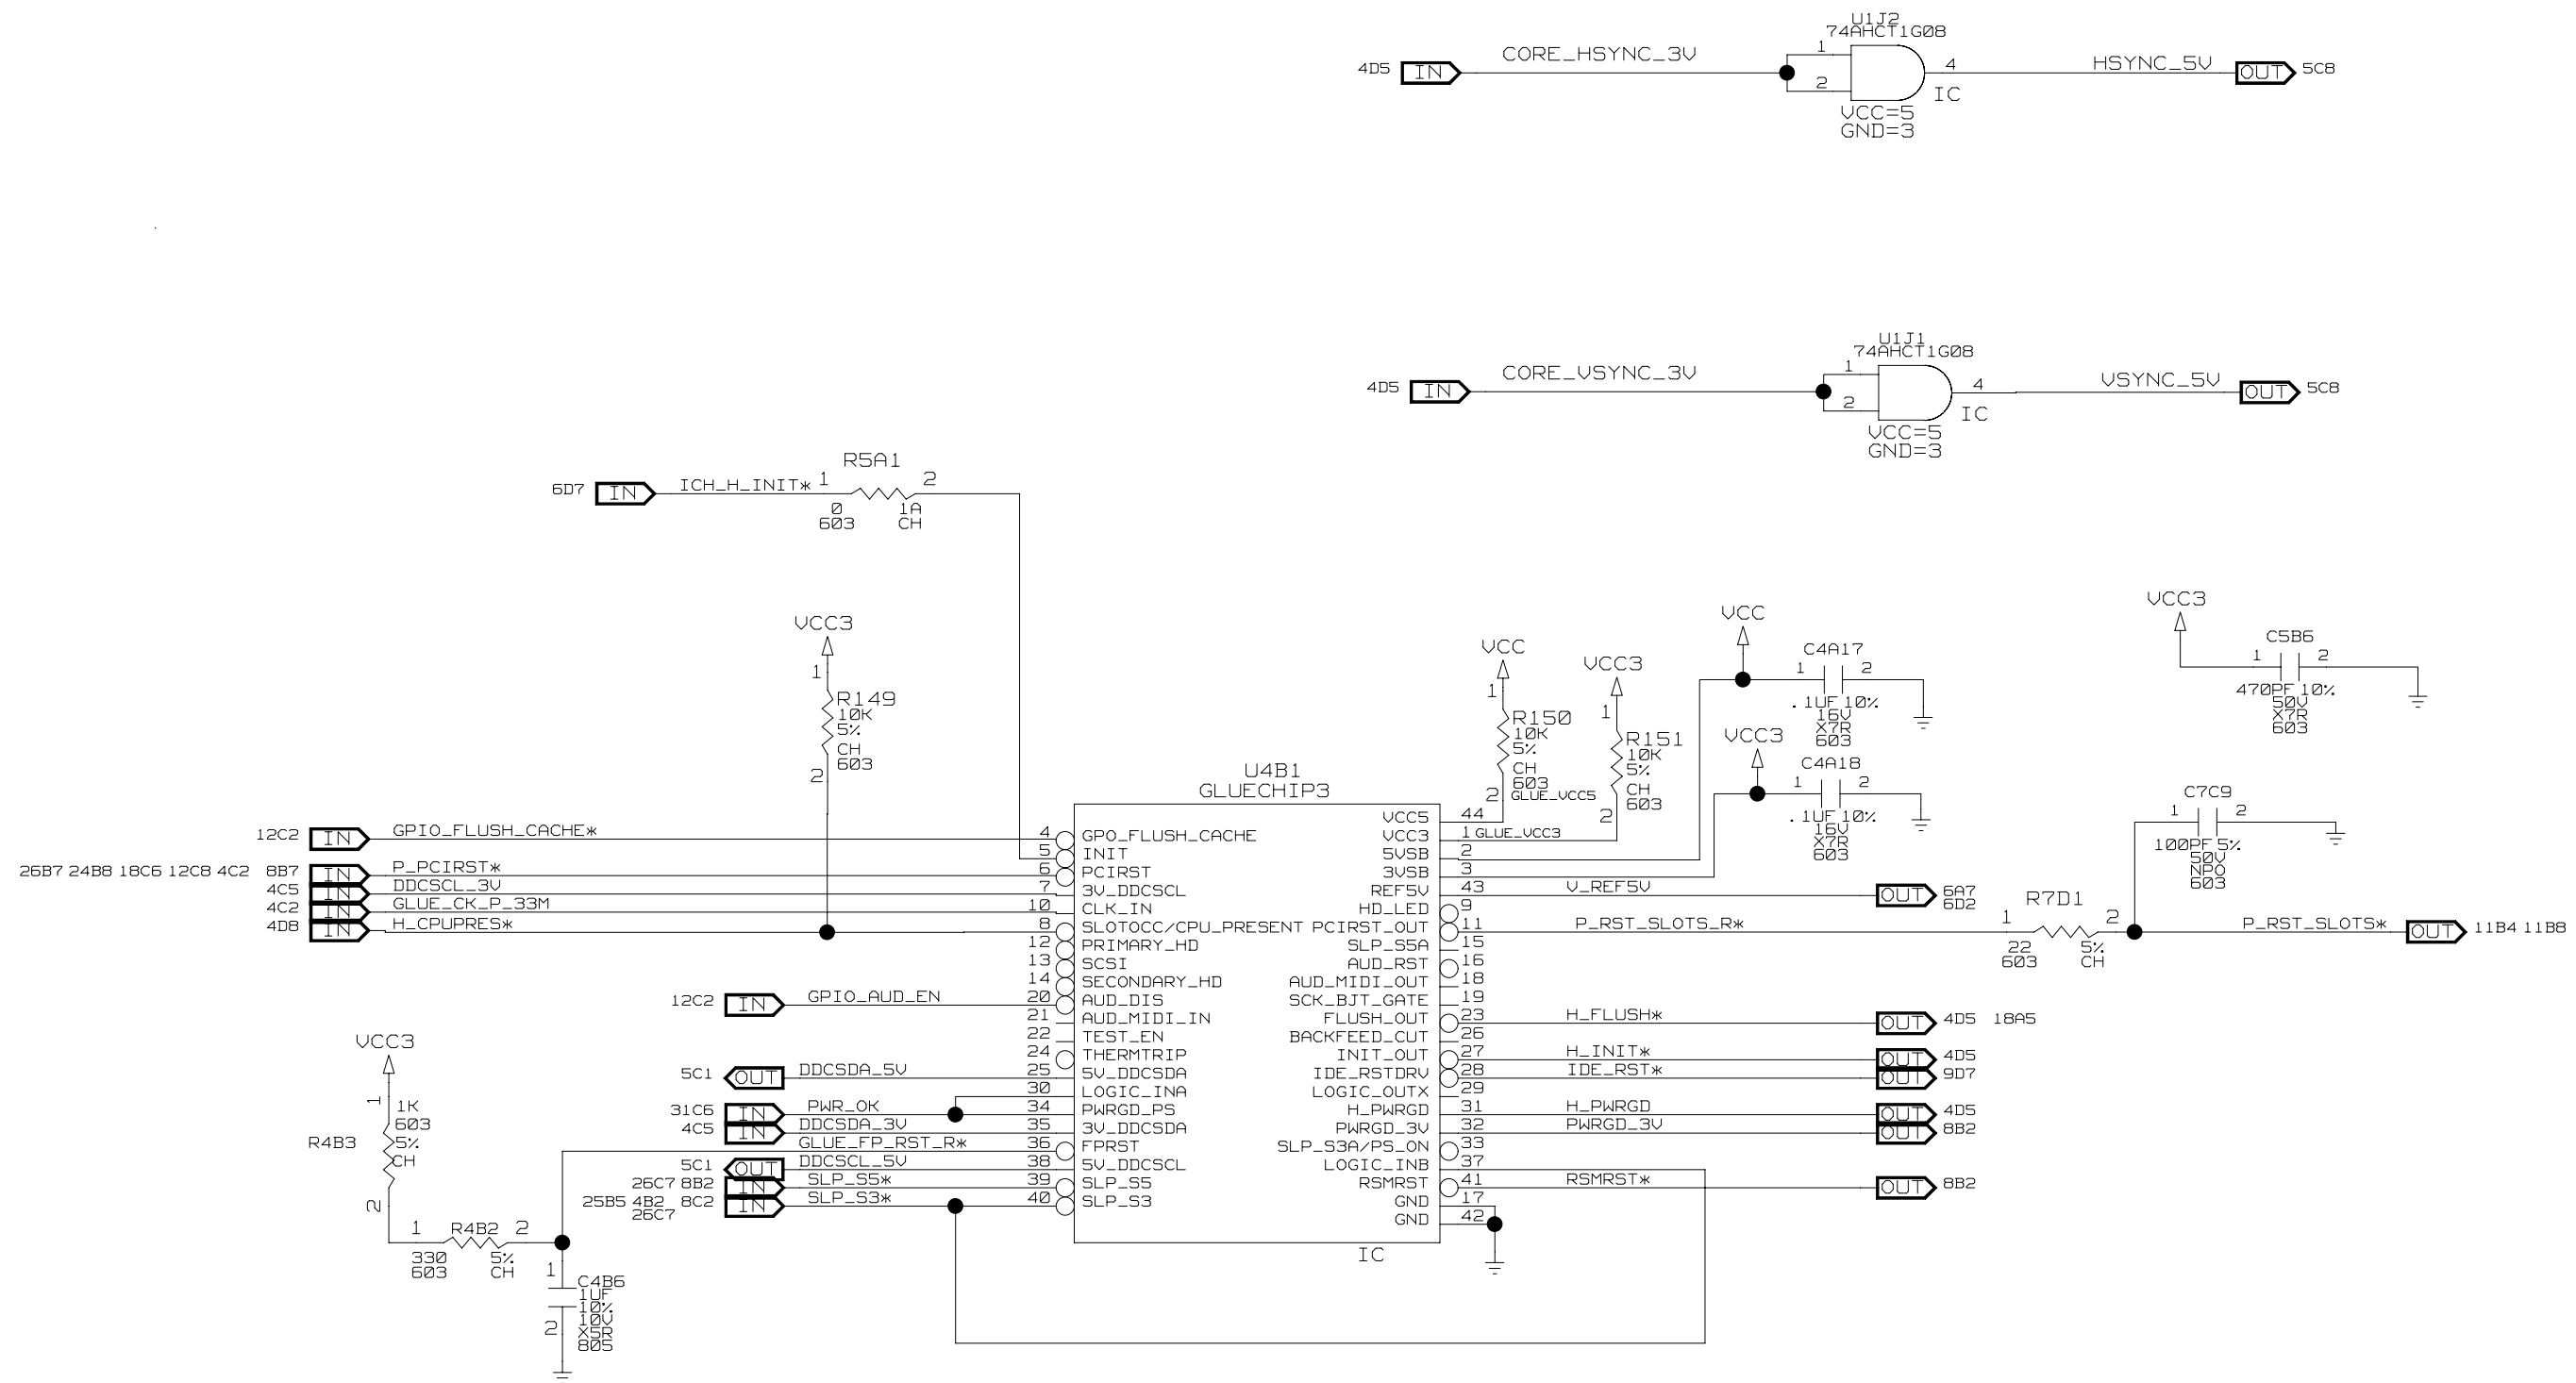 U1J2
74AHCT1G08
4D5 IN CORE_HSYNC_3V 1 2 4 HSYNC_5V OUT 5C8
IC
VCC=5
GND=3
U1J1
74AHCT1G08
4D5 IN CORE_VSYNC_3V 1 2 4 VSYNC_5V OUT 5C8
IC
VCC=5
GND=3
R5A1
6D7 IN ICH_H_INIT* 1 2
0 1A
603 CH
VCC3
1
R149
10K
5%
CH
603
2
VCC
1
R150
10K
5%
CH
603
2 GLUE_VCC5
VCC3
1
R151
10K
5%
CH
603
2
VCC
C4A17
1 2
.1UF 10%
16V
X7R
603
VCC3
C4A18
1 2
.1UF 10%
16V
X7R
603
VCC3
C5B6
1 2
470PF 10%
50V
X7R
603
C7C9
1 2
100PF 5%
50V
NPO
603
U4B1
GLUECHIP3
12C2 IN GPIO_FLUSH_CACHE* 4 GPO_FLUSH_CACHE
5 INIT
26B7 24B8 18C6 12C8 4C2 8B7 IN P_PCIRST* 6 PCIRST
4C5 IN DDCSCL_3V 7 3V_DDCSCL
4C2 IN GLUE_CK_P_33M 10 CLK_IN
4D8 IN H_CPUPRES* 8 SLOTOCC/CPU_PRESENT
12 PRIMARY_HD
13 SCSI
14 SECONDARY_HD
12C2 IN GPIO_AUD_EN 20 AUD_DIS
21 AUD_MIDI_IN
22 TEST_EN
24 THERMTRIP
5C1 OUT DDCSDA_5V 25 5V_DDCSDA
30 LOGIC_INA
31C6 IN PWR_OK 34 PWRGD_PS
4C5 IN DDCSDA_3V 35 3V_DDCSDA
GLUE_FP_RST_R* 36 FPRST
5C1 OUT DDCSCL_5V 38 5V_DDCSCL
26C7 8B2 IN SLP_S5* 39 SLP_S5
25B5 4B2 8C2 IN SLP_S3* 40 SLP_S3
26C7
VCC5 44
VCC3 1 GLUE_VCC3
5VSB 2
3VSB 3
REF5V 43 V_REF5V OUT 6A7
6D2
HD_LED 9
PCIRST_OUT 11 P_RST_SLOTS_R*
SLP_S5A 15
AUD_RST 16
AUD_MIDI_OUT 18
SCK_BJT_GATE 19
FLUSH_OUT 23 H_FLUSH* OUT 4D5 18A5
BACKFEED_CUT 26
INIT_OUT 27 H_INIT* OUT 4D5
IDE_RSTDRV 28 IDE_RST* OUT 9D7
LOGIC_OUTX 29
H_PWRGD 31 H_PWRGD OUT 4D5
PWRGD_3V 32 PWRGD_3V OUT 8B2
SLP_S3A/PS_ON 33
LOGIC_INB 37
RSMRST 41 RSMRST* OUT 8B2
GND 17
GND 42
IC
R7D1
1 2
22 5%
603 CH
P_RST_SLOTS* OUT 11B4 11B8
VCC3
1
1K
603
R4B3 5%
CH
2
1 R4B2 2
330 5%
603 CH
1
C4B6
1UF
10%
10V
X5R
805
2